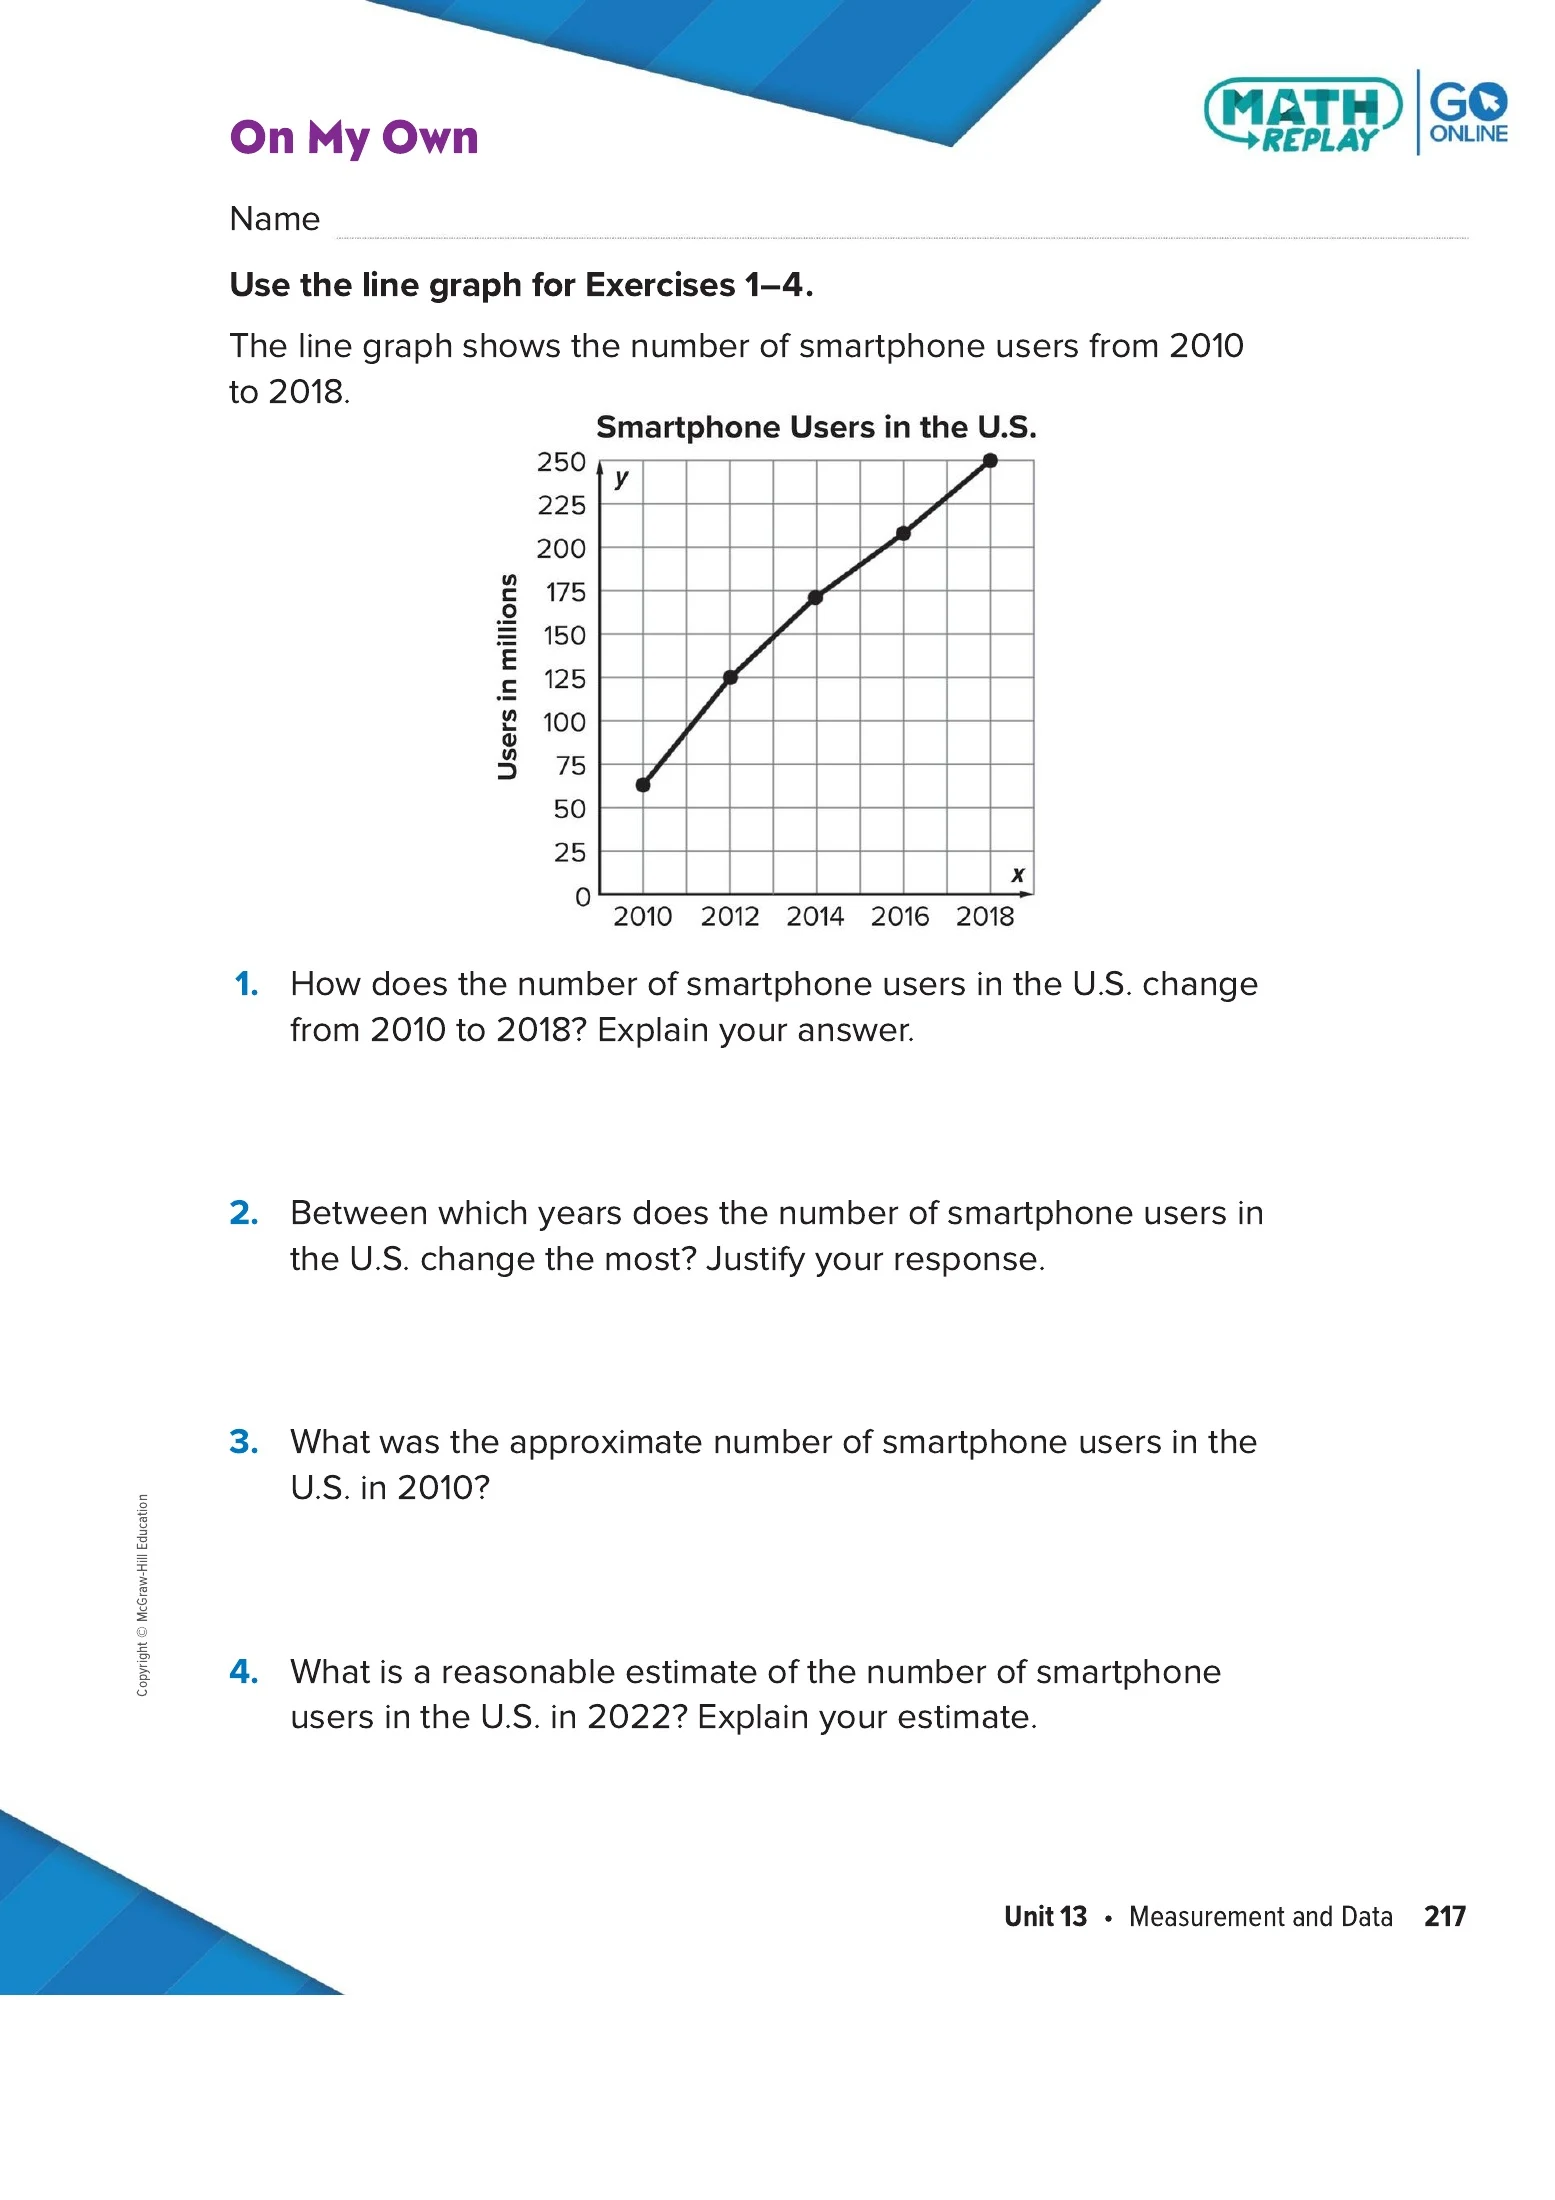 MATH
REPLAY
GO
ONLINE
On My Own
Name
Use the line graph for Exercises 1–4.
The line graph shows the number of smartphone users from 2010
to 2018.
Smartphone Users in the U.S.
Users in millions
250
225
200
175
150
125
100
75
50
25
0
y
x
2010 2012 2014 2016 2018
1. How does the number of smartphone users in the U.S. change
from 2010 to 2018? Explain your answer.
2. Between which years does the number of smartphone users in
the U.S. change the most? Justify your response.
3. What was the approximate number of smartphone users in the
U.S. in 2010?
4. What is a reasonable estimate of the number of smartphone
users in the U.S. in 2022? Explain your estimate.
Copyright © McGraw-Hill Education
Unit 13 • Measurement and Data 217